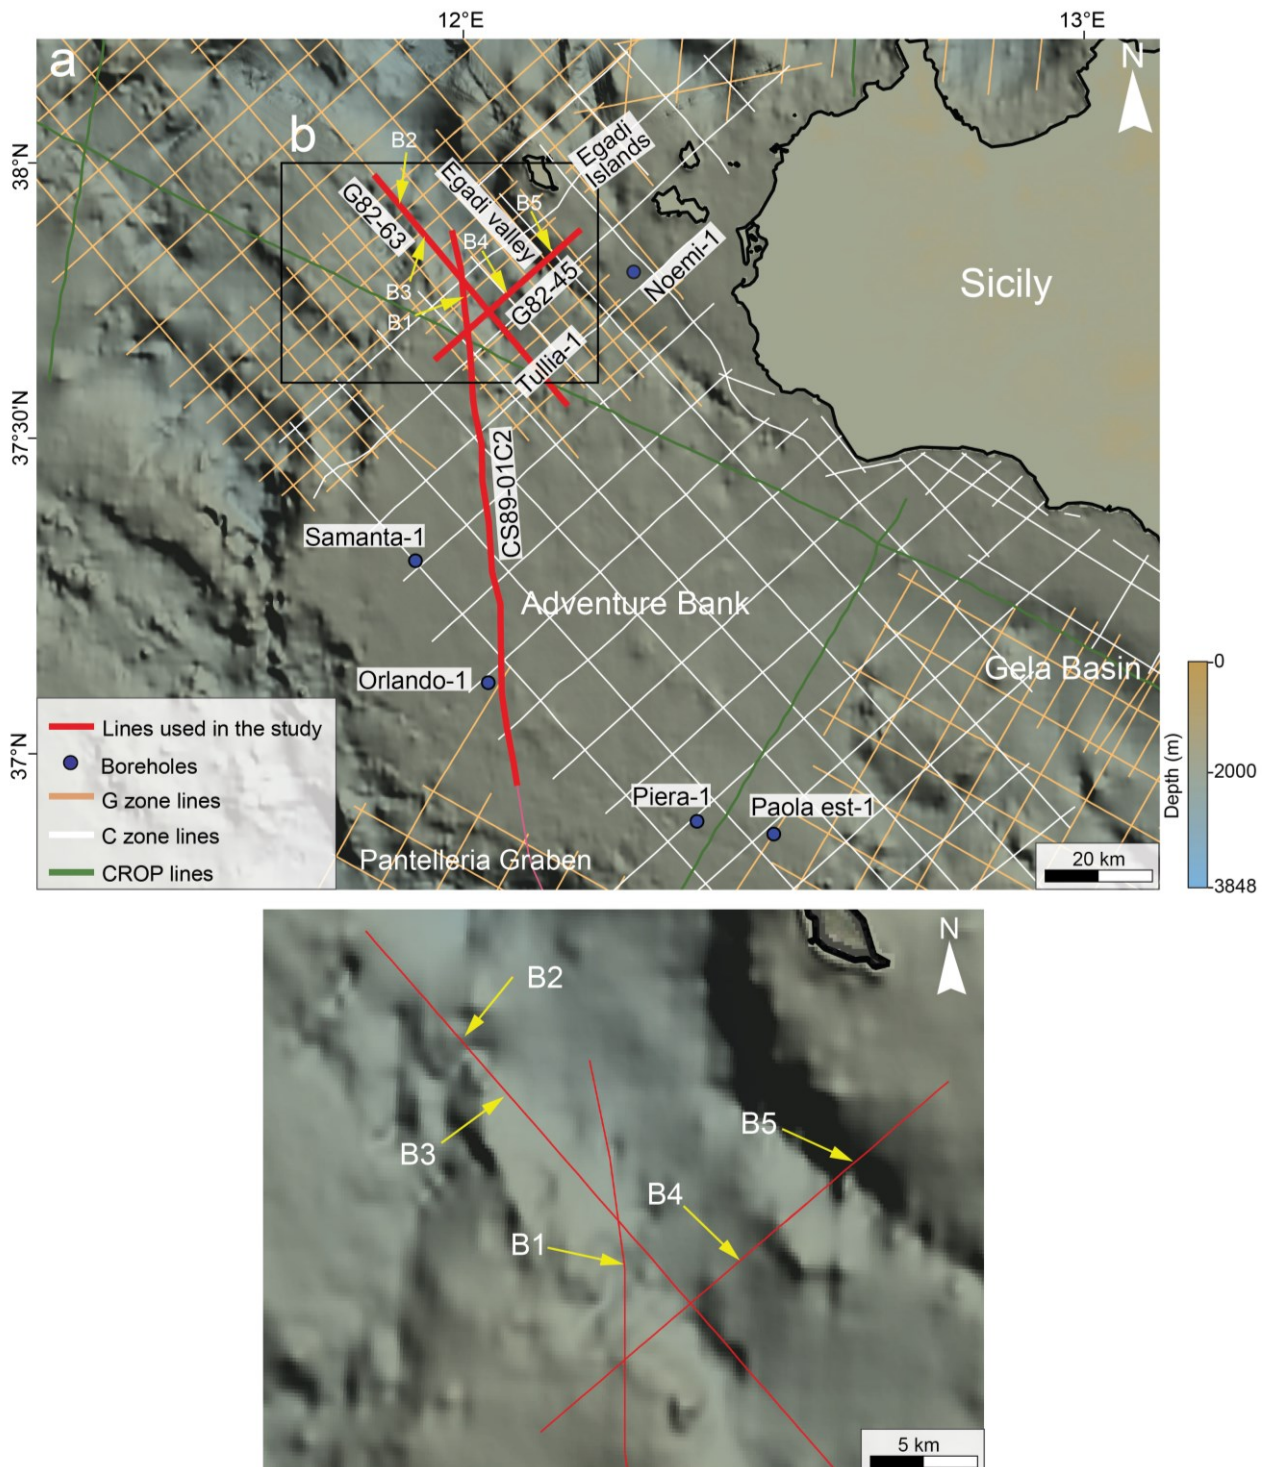 12°E
13°E
a
N
b
B2
38°N
Egadi
Islands
G82-63
Egadi valley
B5
B4
Noemi-1
G82-45
B3
B1
Sicily
Tullia-1
37°30'N
CS89-01C2
Samanta-1
Adventure Bank
Orlando-1
Gela Basin
0
Lines used in the study
Boreholes
G zone lines
C zone lines
CROP lines
37°N
Depth (m)
2000
Piera-1
Paola est-1
Pantelleria Graben
20 km
3848
N
B2
B5
B3
B4
B1
5 km